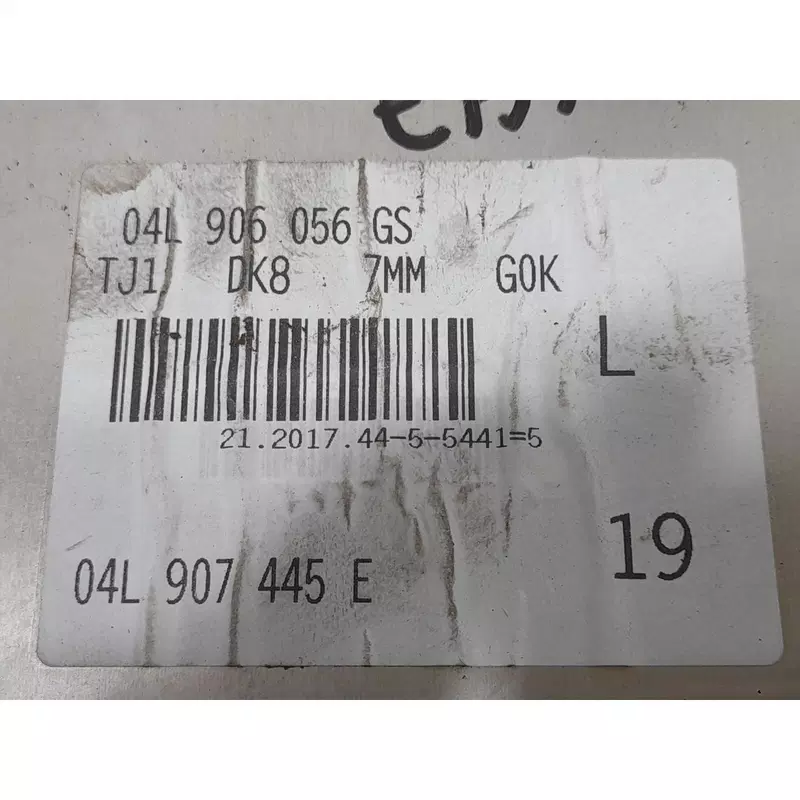 04L 906 056 GS
TJ1 DK8 7MM G0K
L
21.2017.44-5-5441=5
19
04L 907 445 E